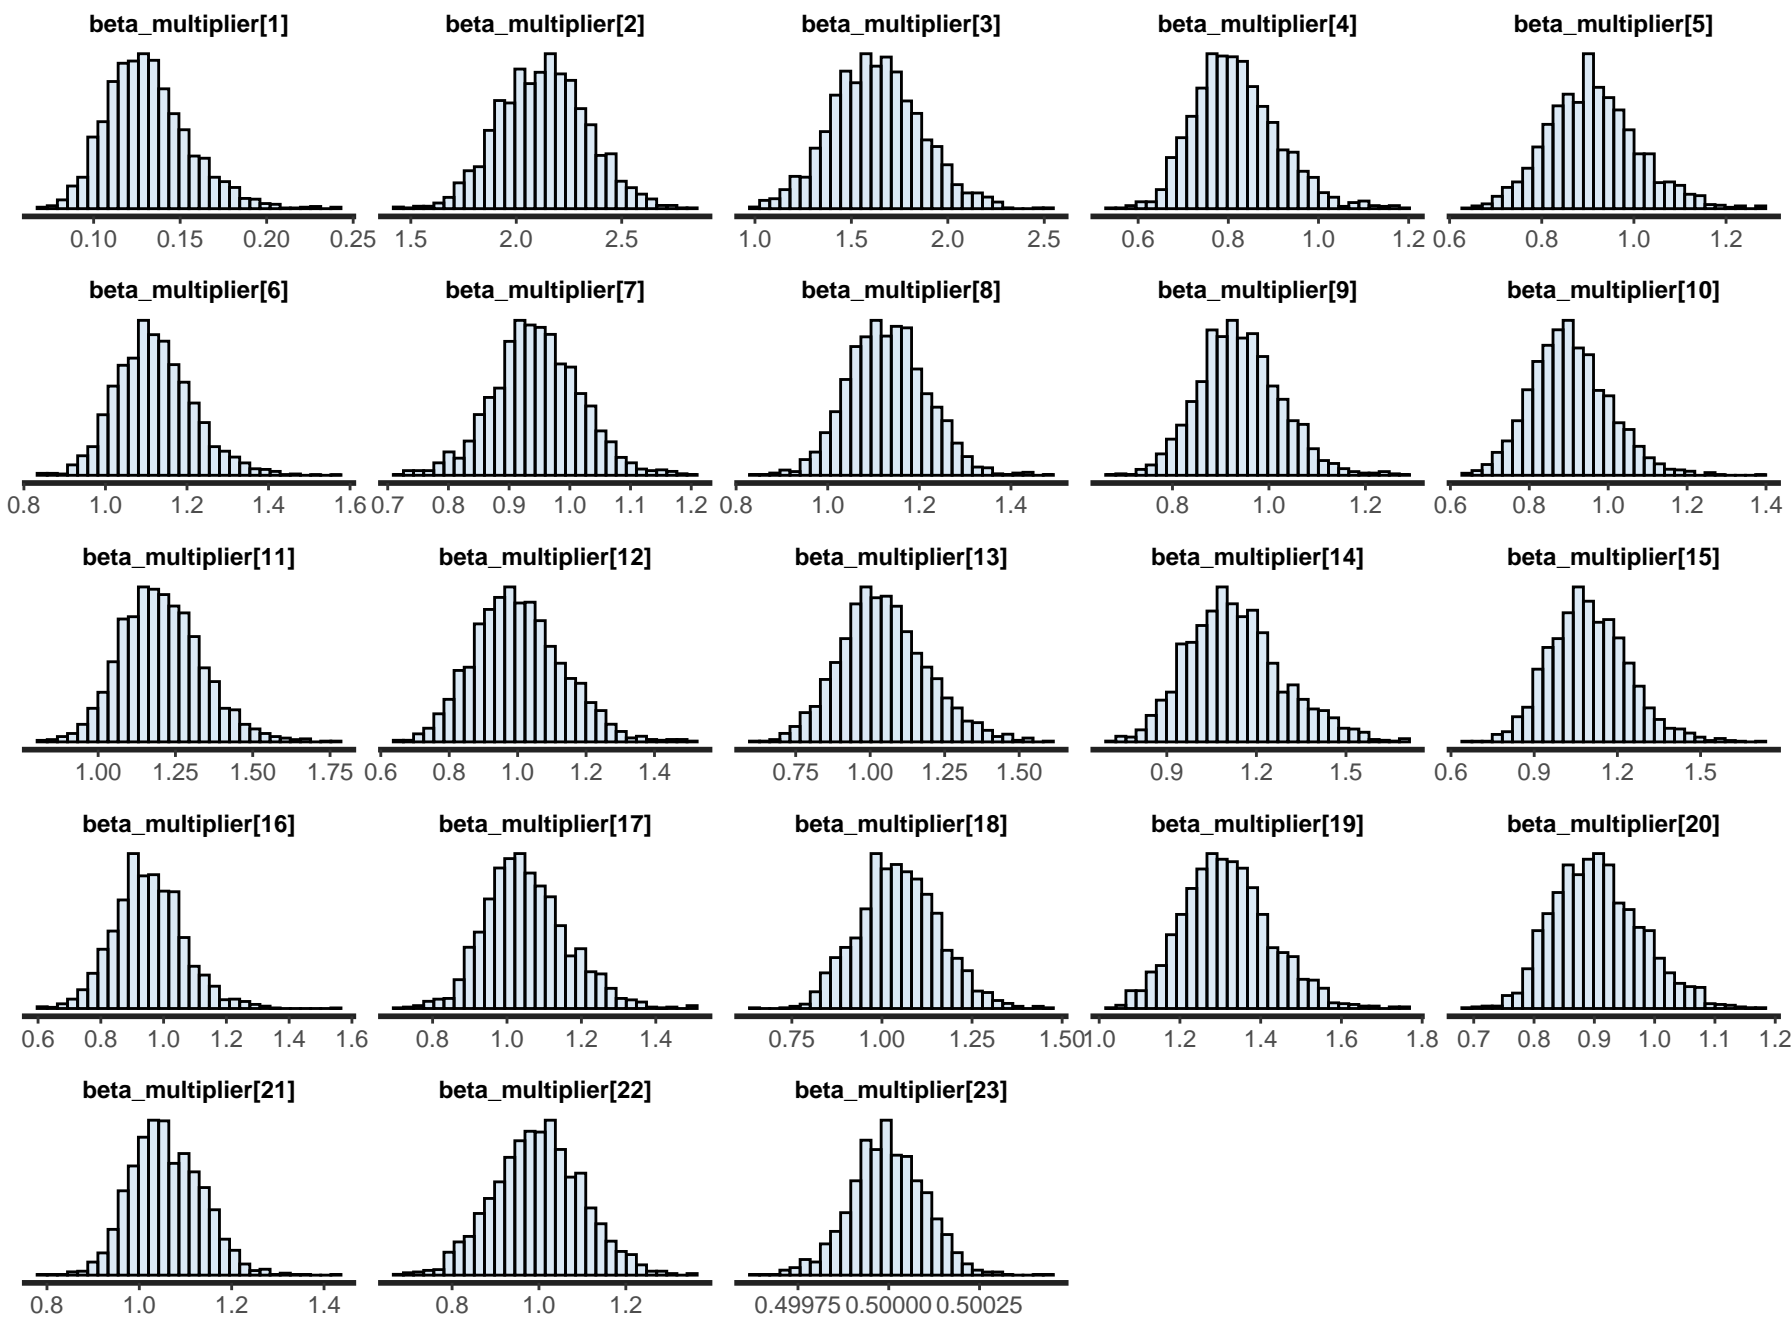 beta_multiplier[1] beta_multiplier[2] beta_multiplier[3] beta_multiplier[4] beta_multiplier[5]
0.10 0.15 0.20 0.25 1.5 2.0 2.5 1.0 1.5 2.0 2.5 0.6 0.8 1.0 1.2 0.6 0.8 1.0 1.2
beta_multiplier[6] beta_multiplier[7] beta_multiplier[8] beta_multiplier[9] beta_multiplier[10]
0.8 1.0 1.2 1.4 1.6 0.7 0.8 0.9 1.0 1.1 1.2 0.8 1.0 1.2 1.4 0.8 1.0 1.2 0.6 0.8 1.0 1.2 1.4
beta_multiplier[11] beta_multiplier[12] beta_multiplier[13] beta_multiplier[14] beta_multiplier[15]
1.00 1.25 1.50 1.75 0.6 0.8 1.0 1.2 1.4 0.75 1.00 1.25 1.50 0.9 1.2 1.5 0.6 0.9 1.2 1.5
beta_multiplier[16] beta_multiplier[17] beta_multiplier[18] beta_multiplier[19] beta_multiplier[20]
0.6 0.8 1.0 1.2 1.4 1.6 0.8 1.0 1.2 1.4 0.75 1.00 1.25 1.50 1.0 1.2 1.4 1.6 1.8 0.7 0.8 0.9 1.0 1.1 1.2
beta_multiplier[21] beta_multiplier[22] beta_multiplier[23]
0.8 1.0 1.2 1.4 0.8 1.0 1.2 0.49975 0.50000 0.50025